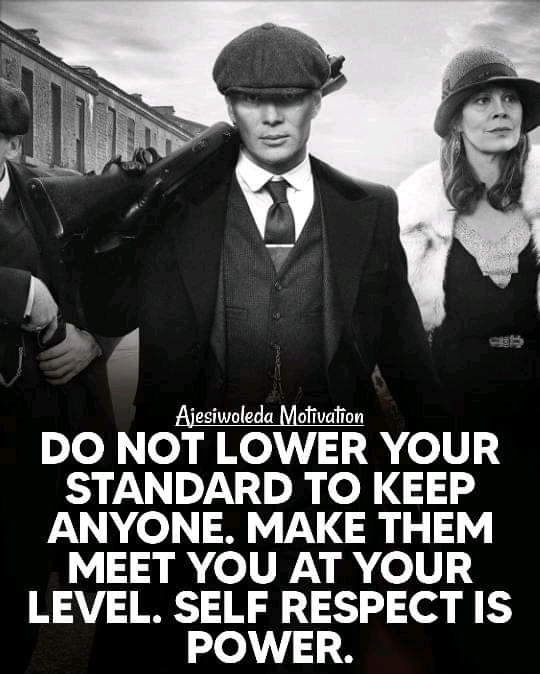 Ajesiwoleda Motivation
DO NOT LOWER YOUR
STANDARD TO KEEP
ANYONE. MAKE THEM
MEET YOU AT YOUR
LEVEL. SELF RESPECT IS
POWER.